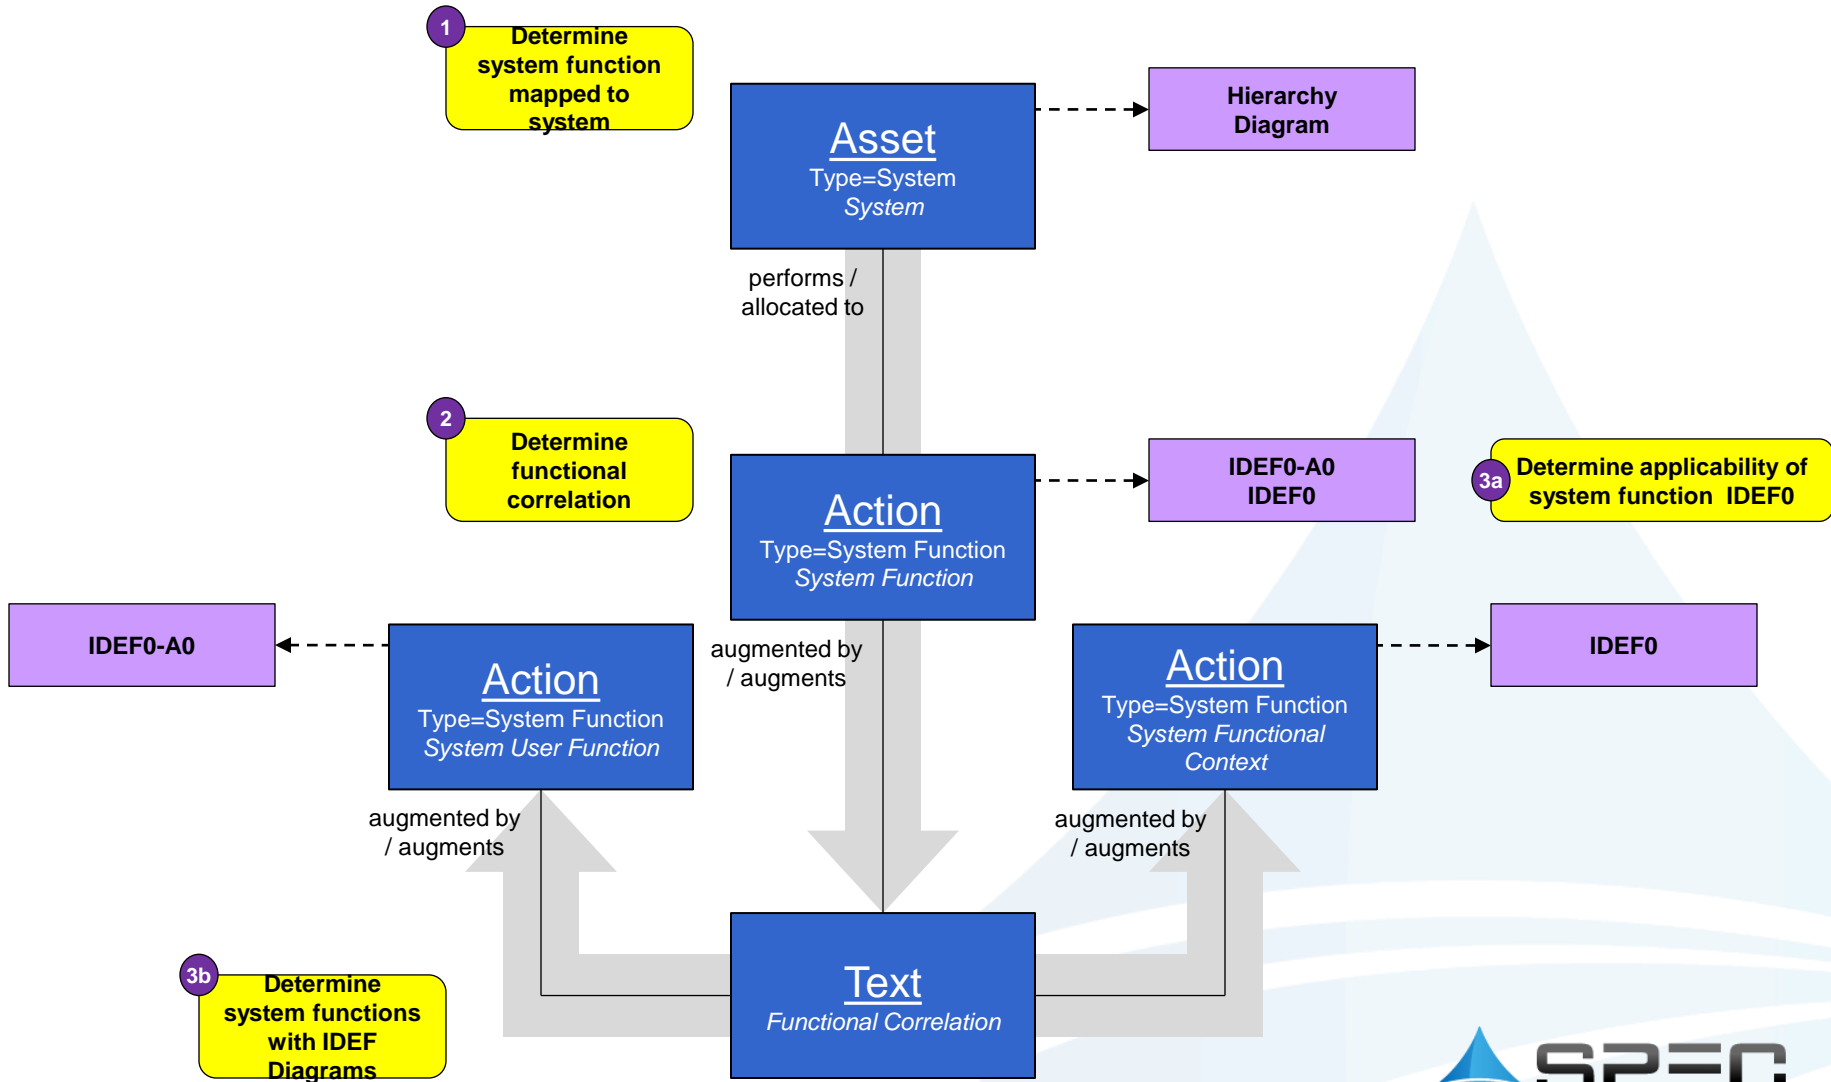 1
Determine
system function
mapped to
system
Asset
Type=System
System
Hierarchy
Diagram
performs /
allocated to
2
Determine
functional
correlation
Action
Type=System Function
System Function
IDEF0-A0
IDEF0
3a
Determine applicability of
system function IDEF0
IDEF0-A0
Action
Type=System Function
System User Function
augmented by
/ augments
Action
Type=System Function
System Functional
Context
IDEF0
augmented by
/ augments
augmented by
/ augments
3b
Determine
system functions
with IDEF
Diagrams
Text
Functional Correlation
SPEC